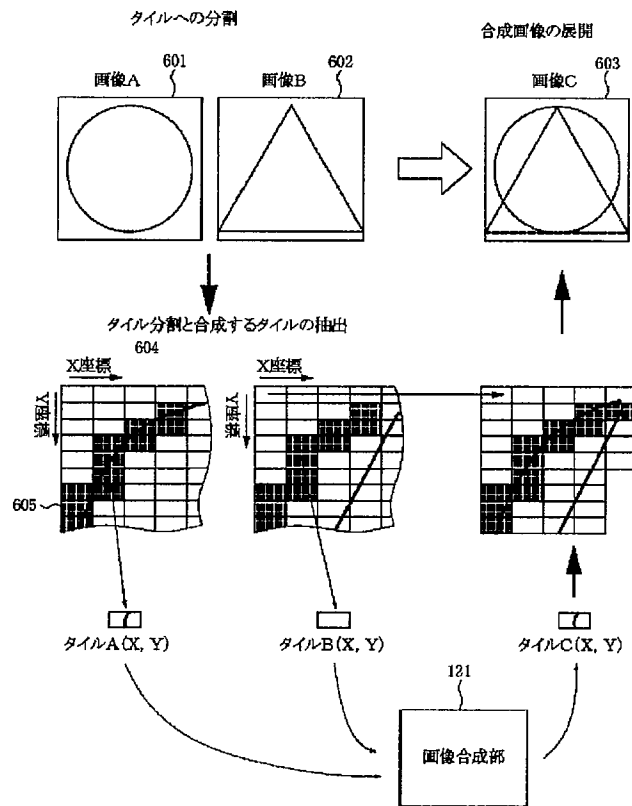 タイルへの分割
合成画像の展開
601
602
603
画像A
画像B
画像C
タイル分割と合成するタイルの抽出
604
X座標
X座標
Y座標
Y座標
605
タイルA(X, Y)
タイルB(X, Y)
タイルC(X, Y)
121
画像合成部